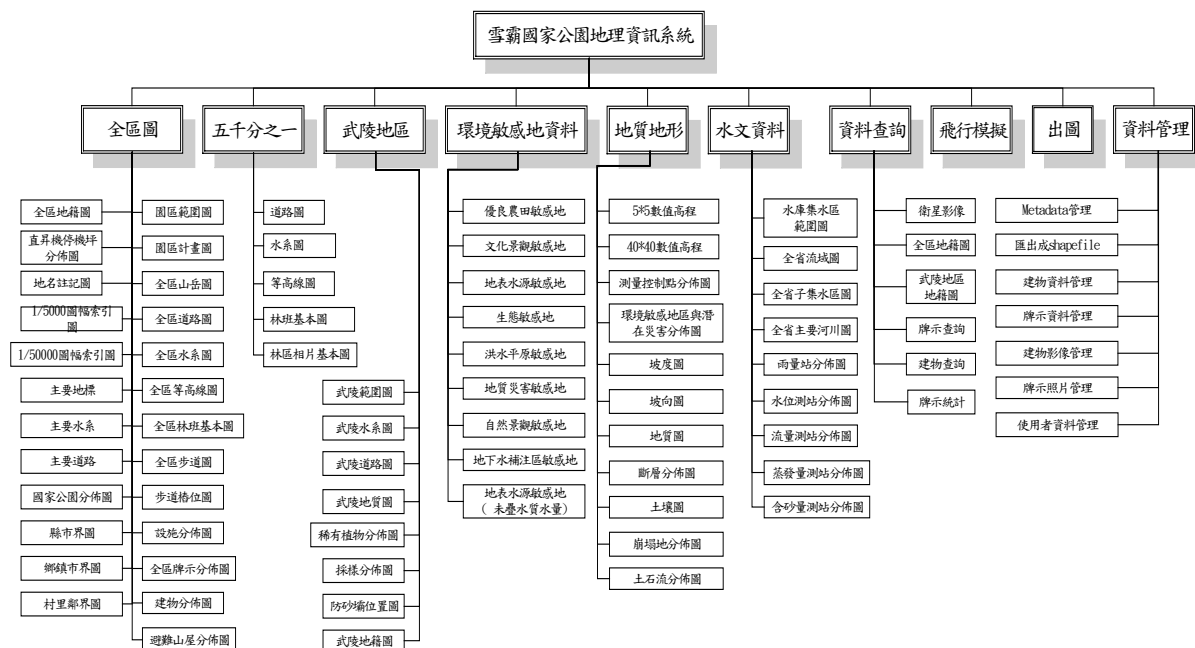 雪霸國家公園地理資訊系統
全區圖
五千分之一
武陵地區
環境敏感地資料
地質地形
水文資料
資料查詢
飛行模擬
出圖
資料管理
全區地籍圖
直昇機停機坪
分佈圖
地名註記圖
1/5000圖幅索引
圖
1/50000圖幅索引圖
主要地標
主要水系
主要道路
國家公園分佈圖
縣市界圖
鄉鎮市界圖
村里鄰界圖
園區範圍圖
園區計畫圖
全區山岳圖
全區道路圖
全區水系圖
全區等高線圖
全區林班基本圖
全區步道圖
步道樁位圖
設施分佈圖
全區牌示分佈圖
建物分佈圖
避難山屋分佈圖
道路圖
水系圖
等高線圖
林班基本圖
林區相片基本圖
武陵範圍圖
武陵水系圖
武陵道路圖
武陵地質圖
稀有植物分佈圖
採樣分佈圖
防砂壩位置圖
武陵地籍圖
優良農田敏感地
文化景觀敏感地
地表水源敏感地
生態敏感地
洪水平原敏感地
地質災害敏感地
自然景觀敏感地
地下水補注區敏感地
地表水源敏感地
( 未疊水質水量)
5*5數值高程
40*40數值高程
測量控制點分佈圖
環境敏感地區與潛
在災害分佈圖
坡度圖
坡向圖
地質圖
斷層分佈圖
土壤圖
崩塌地分佈圖
土石流分佈圖
水庫集水區
範圍圖
全省流域圖
全省子集水區圖
全省主要河川圖
雨量站分佈圖
水位測站分佈圖
流量測站分佈圖
蒸發量測站分佈圖
含砂量測站分佈圖
衛星影像
全區地籍圖
武陵地區
地籍圖
牌示查詢
建物查詢
牌示統計
Metadata管理
匯出成shapefile
建物資料管理
牌示資料管理
建物影像管理
牌示照片管理
使用者資料管理